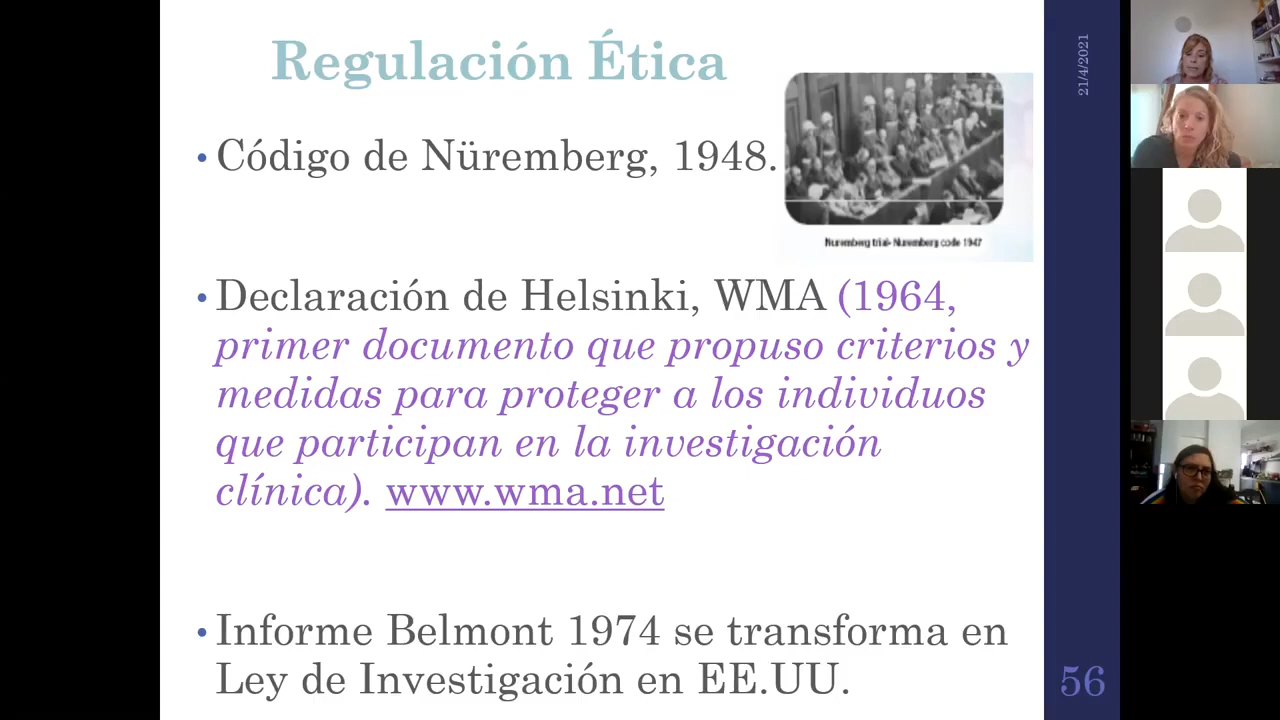 Regulación Ética
21/4/2021
• Código de Nüremberg, 1948.
Nuremberg trial- Nuremberg code 1947
• Declaración de Helsinki, WMA (1964,
primer documento que propuso criterios y
medidas para proteger a los individuos
que participan en la investigación
clínica). www.wma.net
• Informe Belmont 1974 se transforma en
Ley de Investigación en EE.UU.
56